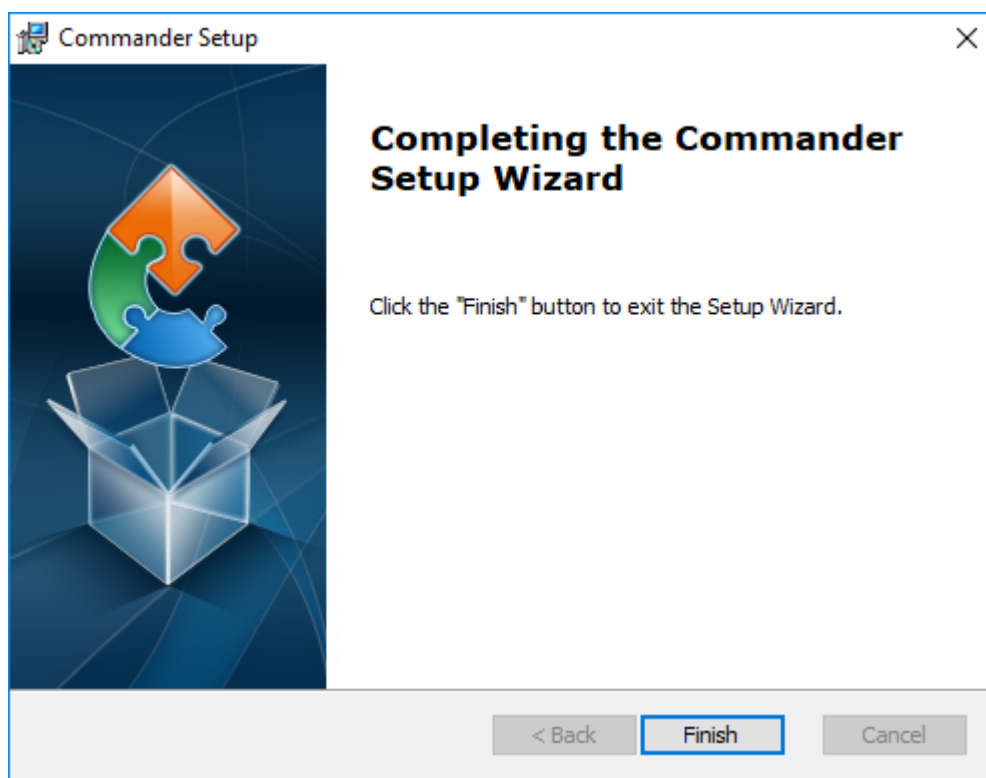 Commander Setup
Completing the Commander
Setup Wizard
Click the "Finish" button to exit the Setup Wizard.
< Back Finish Cancel